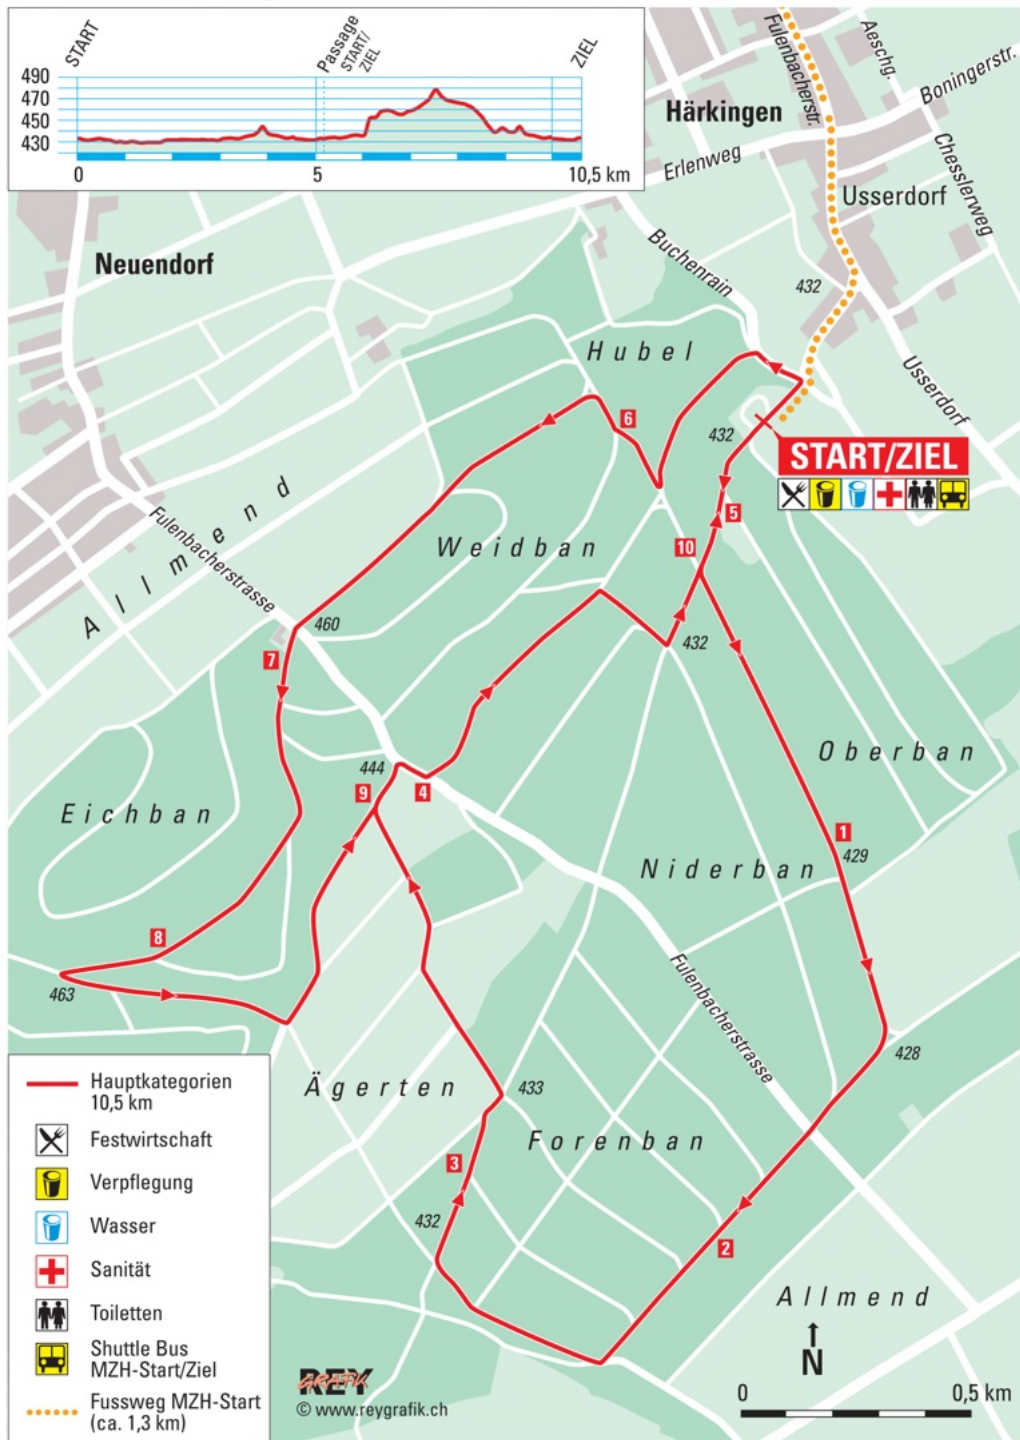 START
Passage
START/
ZIEL
ZIEL
490
470
450
430
0
5
10,5 km
Fulenbacherstr.
Aeschg.
Boningerstr.
Härkingen
Erlenweg
Chesslerweg
Usserdorf
Neuendorf
Buchenrain
432
Usserdorf
Hubel
6
432
START/ZIEL
Allmend
Fulenbacherstrasse
Weidban
5
10
460
432
7
Oberban
444
4
9
Eichban
1
429
Niderban
8
463
Fulenbacherstrasse
428
Ägerten
433
Forenban
3
432
2
Allmend
N
0
0,5 km
Hauptkategorien
10,5 km
Festwirtschaft
Verpflegung
Wasser
Sanität
Toiletten
Shuttle Bus
MZH-Start/Ziel
Fussweg MZH-Start
(ca. 1,3 km)
REY
GRAFIK
© www.reygrafik.ch